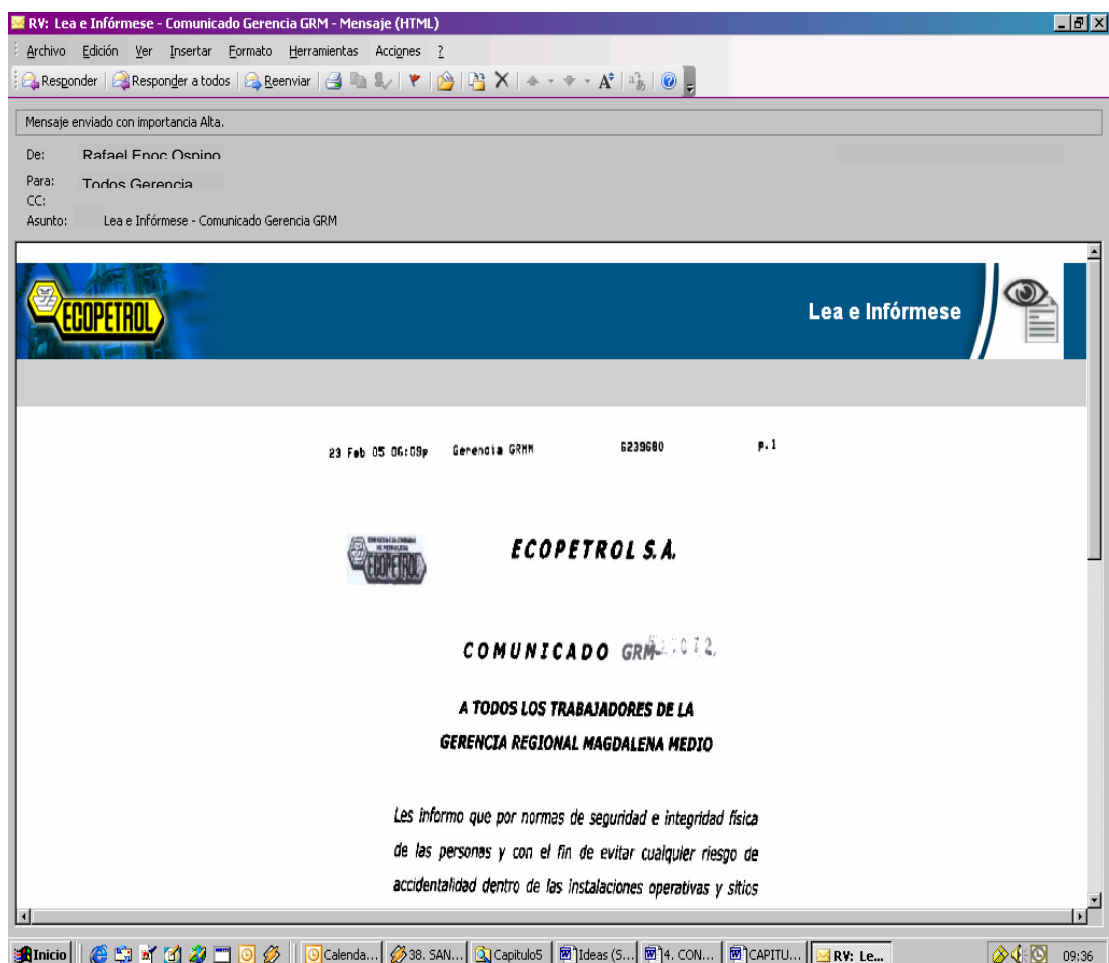 RV: Lea e Infórmese - Comunicado Gerencia GRM - Mensaje (HTML)
Archivo Edición Ver Insertar Formato Herramientas Acciones ?
Responder Responder a todos Reenviar
Mensaje enviado con importancia Alta.
De: Rafael Enoc Ospino
Para: Todos Gerencia
CC:
Asunto: Lea e Infórmese - Comunicado Gerencia GRM
ECOPETROL
Lea e Infórmese
23 Feb 05 06:09p Gerencia GRMM 6239680 p.1
ECOPETROL
ECOPETROL S.A.
COMUNICADO GRM
A TODOS LOS TRABAJADORES DE LA
GERENCIA REGIONAL MAGDALENA MEDIO
Les informo que por normas de seguridad e integridad física
de las personas y con el fin de evitar cualquier riesgo de
accidentalidad dentro de las instalaciones operativas y sitios
Inicio Calenda... 38. SAN... Capitulo5 Ideas (S... 4. CON... CAPITU... RV: Le... 09:36